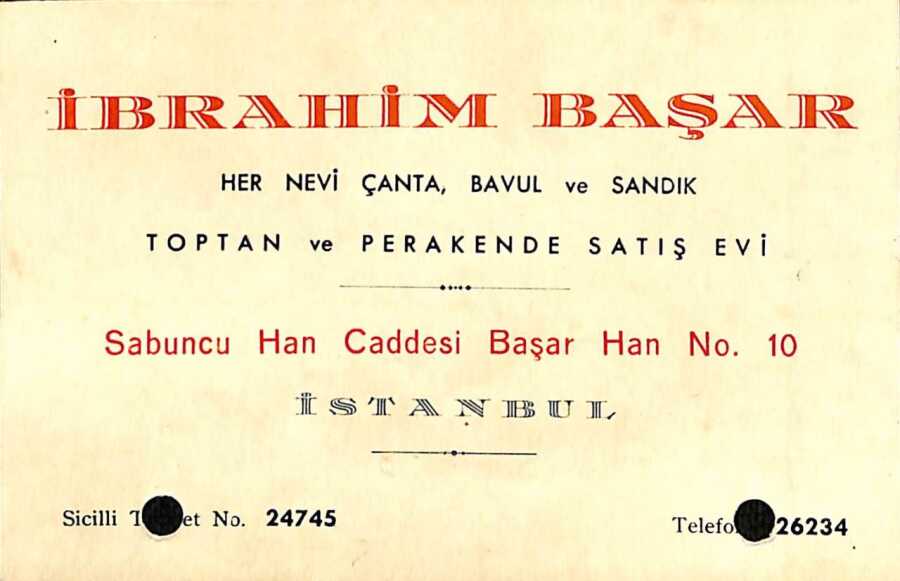 İBRAHİM BAŞAR
HER NEVİ ÇANTA, BAVUL ve SANDIK
TOPTAN ve PERAKENDE SATIŞ EVİ
Sabuncu Han Caddesi Başar Han No. 10
İSTANBUL
Sicilli No. 24745
26234